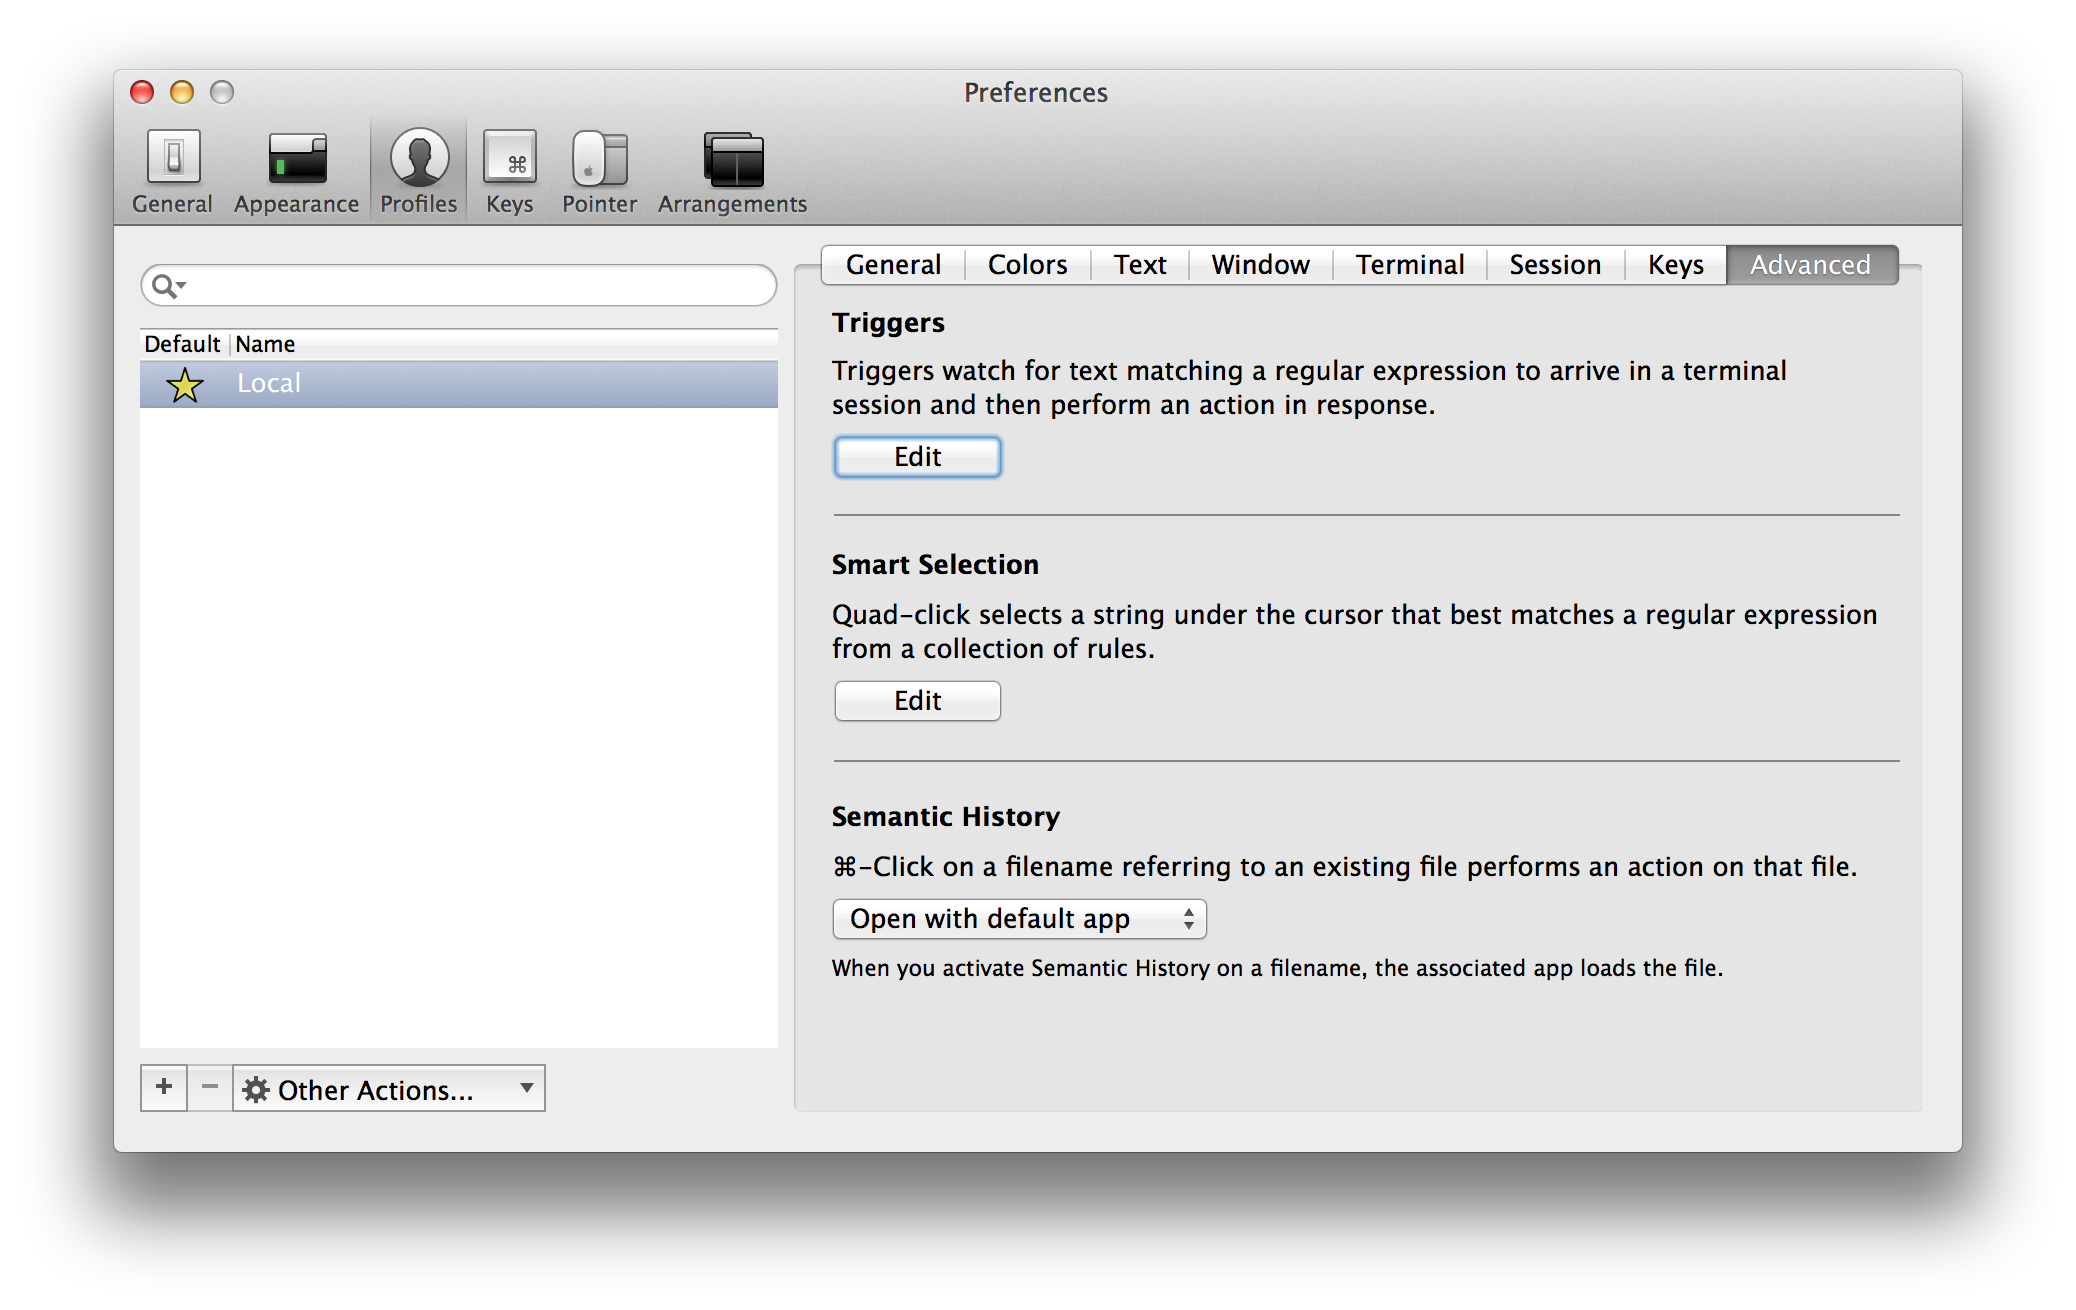 Preferences
General Appearance Profiles Keys Pointer Arrangements
General Colors Text Window Terminal Session Keys Advanced
Default Name
Local
+ − Other Actions...
Triggers
Triggers watch for text matching a regular expression to arrive in a terminal
session and then perform an action in response.
Edit
Smart Selection
Quad-click selects a string under the cursor that best matches a regular expression
from a collection of rules.
Edit
Semantic History
⌘-Click on a filename referring to an existing file performs an action on that file.
Open with default app
When you activate Semantic History on a filename, the associated app loads the file.